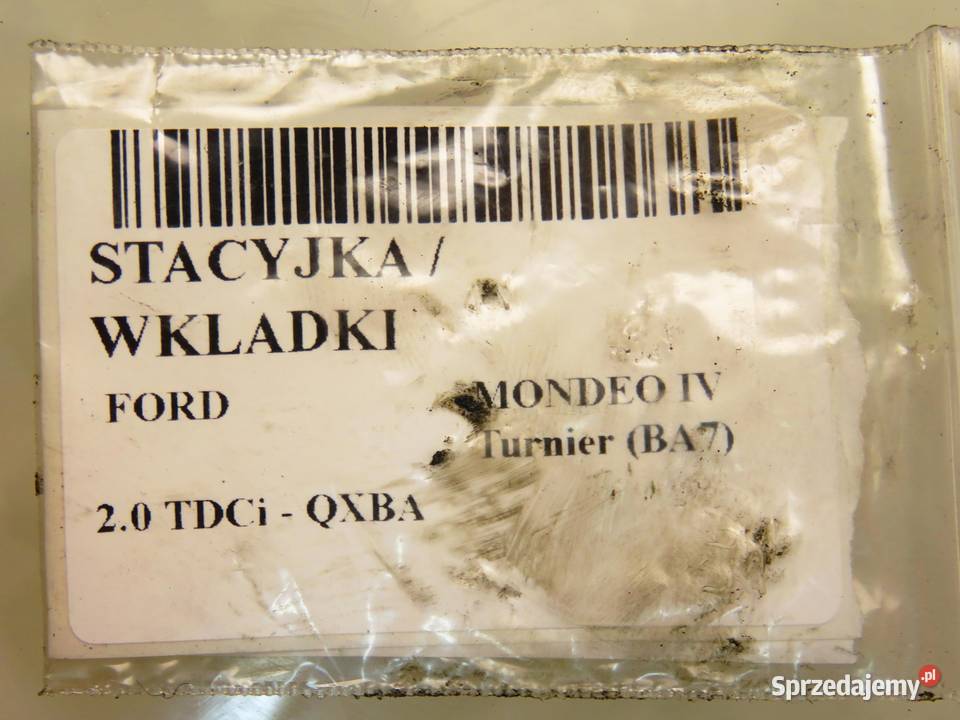 STACYJKA /
WKLADKI
FORD
MONDEO IV
Turnier (BA7)
2.0 TDCi - QXBA
Sprzedajemy.pl